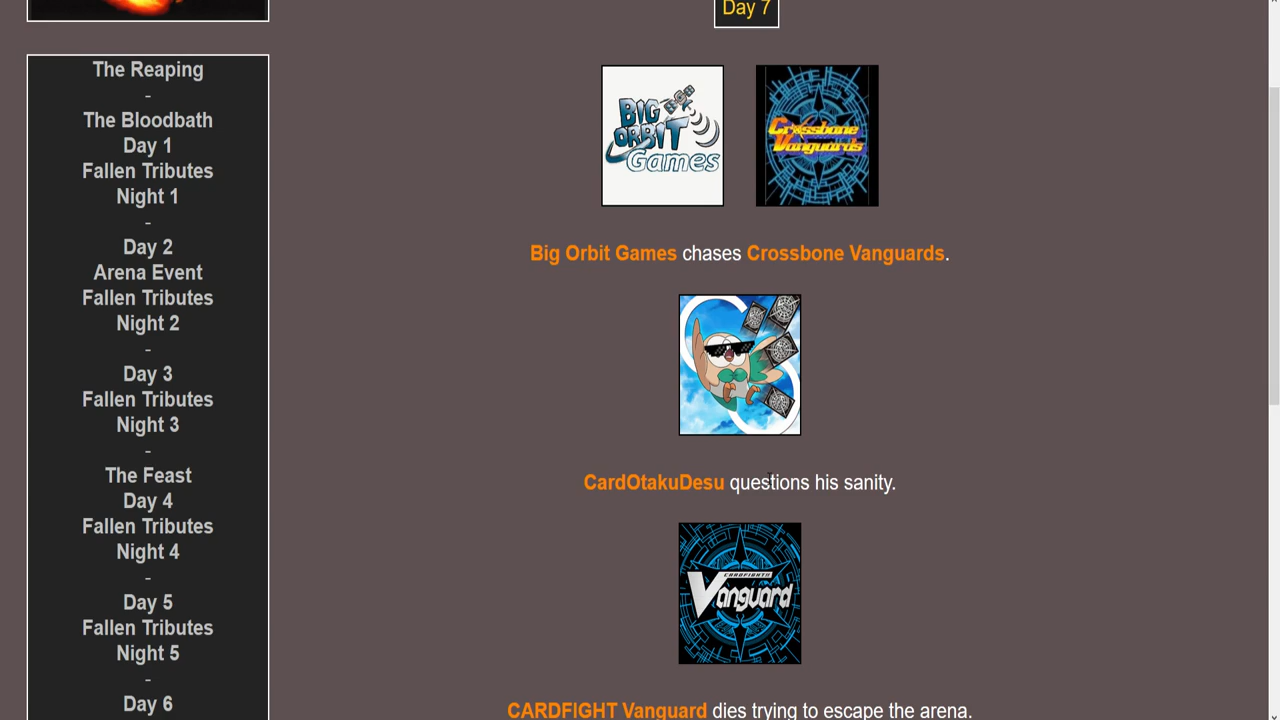 Day 7
The Reaping
-
The Bloodbath
Day 1
Fallen Tributes
Night 1
-
Day 2
Arena Event
Fallen Tributes
Night 2
-
Day 3
Fallen Tributes
Night 3
-
The Feast
Day 4
Fallen Tributes
Night 4
-
Day 5
Fallen Tributes
Night 5
-
Day 6
BIG
BOG
ORBIT
Games
Crossbone
Vanguards
Big Orbit Games chases Crossbone Vanguards.
CardOtakuDesu questions his sanity.
CARDFIGHT!!
Vanguard
CARDFIGHT Vanguard dies trying to escape the arena.